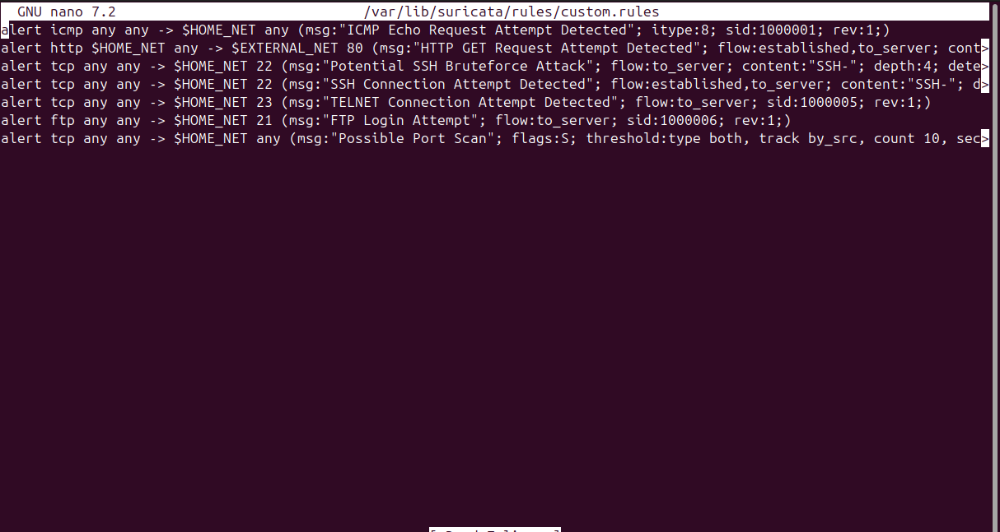 GNU nano 7.2 /var/lib/suricata/rules/custom.rules
alert icmp any any -> $HOME_NET any (msg:"ICMP Echo Request Attempt Detected"; itype:8; sid:1000001; rev:1;)
alert http $HOME_NET any -> $EXTERNAL_NET 80 (msg:"HTTP GET Request Attempt Detected"; flow:established,to_server; cont>
alert tcp any any -> $HOME_NET 22 (msg:"Potential SSH Bruteforce Attack"; flow:to_server; content:"SSH-"; depth:4; dete>
alert tcp any any -> $HOME_NET 22 (msg:"SSH Connection Attempt Detected"; flow:established,to_server; content:"SSH-"; d>
alert tcp any any -> $HOME_NET 23 (msg:"TELNET Connection Attempt Detected"; flow:to_server; sid:1000005; rev:1;)
alert ftp any any -> $HOME_NET 21 (msg:"FTP Login Attempt"; flow:to_server; sid:1000006; rev:1;)
alert tcp any any -> $HOME_NET any (msg:"Possible Port Scan"; flags:S; threshold:type both, track by_src, count 10, sec>